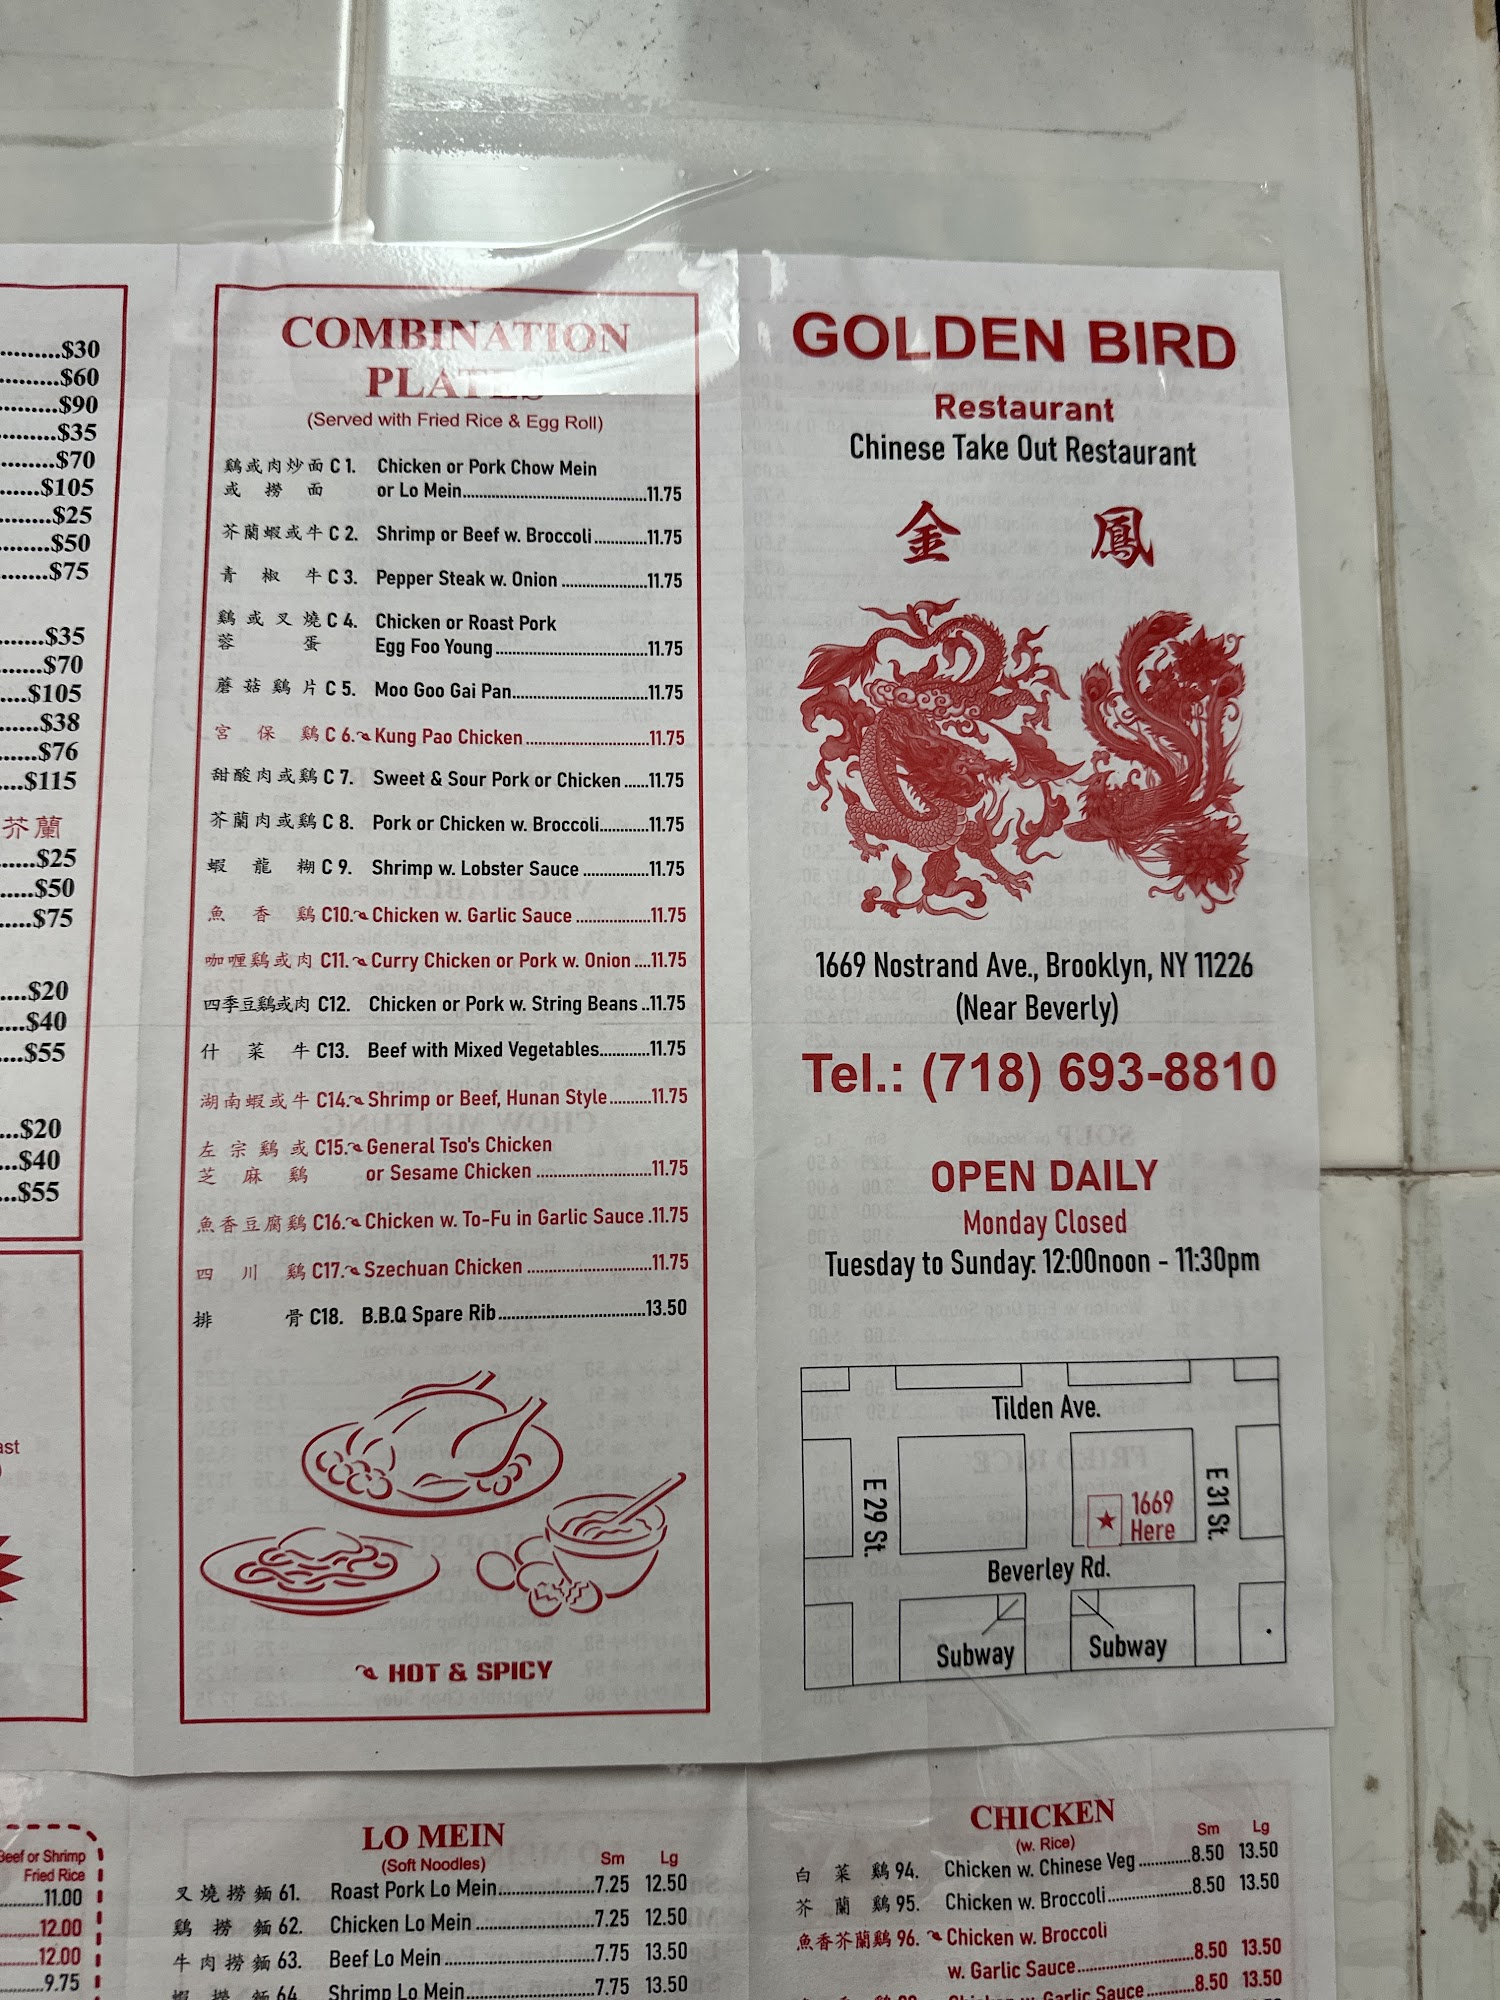 ..........$30
..........$60
..........$90
..........$35
..........$70
........$105
..........$25
..........$50
..........$75
..........$35
..........$70
........$105
..........$38
..........$76
........$115
芥蘭
..........$25
..........$50
..........$75
..........$20
..........$40
..........$55
..........$20
..........$40
..........$55
COMBINATION
PLATES
(Served with Fried Rice & Egg Roll)
鷄或肉炒面 C 1. Chicken or Pork Chow Mein
或撈面 or Lo Mein..........11.75
芥蘭蝦或牛 C 2. Shrimp or Beef w. Broccoli..........11.75
青椒牛 C 3. Pepper Steak w. Onion..........11.75
鷄或叉燒 C 4. Chicken or Roast Pork
蓉蛋 Egg Foo Young..........11.75
蘑菇鷄片 C 5. Moo Goo Gai Pan..........11.75
宮保鷄 C 6. Kung Pao Chicken..........11.75
甜酸肉或鷄 C 7. Sweet & Sour Pork or Chicken......11.75
芥蘭肉或鷄 C 8. Pork or Chicken w. Broccoli..........11.75
蝦龍糊 C 9. Shrimp w. Lobster Sauce..........11.75
魚香鷄 C10. Chicken w. Garlic Sauce..........11.75
咖喱鷄或肉 C11. Curry Chicken or Pork w. Onion....11.75
四季豆鷄或肉 C12. Chicken or Pork w. String Beans..11.75
什菜牛 C13. Beef with Mixed Vegetables..........11.75
湖南蝦或牛 C14. Shrimp or Beef, Hunan Style..........11.75
左宗鷄或 C15. General Tso's Chicken
芝麻鷄 or Sesame Chicken..........11.75
魚香豆腐鷄 C16. Chicken w. To-Fu in Garlic Sauce.11.75
四川鷄 C17. Szechuan Chicken..........11.75
排骨 C18. B.B.Q Spare Rib..........13.50
HOT & SPICY
GOLDEN BIRD
Restaurant
Chinese Take Out Restaurant
金鳳
1669 Nostrand Ave., Brooklyn, NY 11226
(Near Beverly)
Tel.: (718) 693-8810
OPEN DAILY
Monday Closed
Tuesday to Sunday: 12:00noon - 11:30pm
Tilden Ave.
E 29 St.
E 31 St.
1669
Here
Beverley Rd.
Subway
Subway
Beef or Shrimp
Fried Rice
..........11.00
..........12.00
..........12.00
..........9.75
LO MEIN
(Soft Noodles) Sm Lg
叉燒撈麵 61. Roast Pork Lo Mein..........7.25 12.50
鷄撈麵 62. Chicken Lo Mein..........7.25 12.50
牛肉撈麵 63. Beef Lo Mein..........7.75 13.50
蝦撈麵 64. Shrimp Lo Mein..........7.75 13.50
CHICKEN
(w. Rice) Sm Lg
白菜鷄 94. Chicken w. Chinese Veg..........8.50 13.50
芥蘭鷄 95. Chicken w. Broccoli..........8.50 13.50
魚香芥蘭鷄 96. Chicken w. Broccoli
w. Garlic Sauce..........8.50 13.50
Garlic Sauce..........8.50 13.50